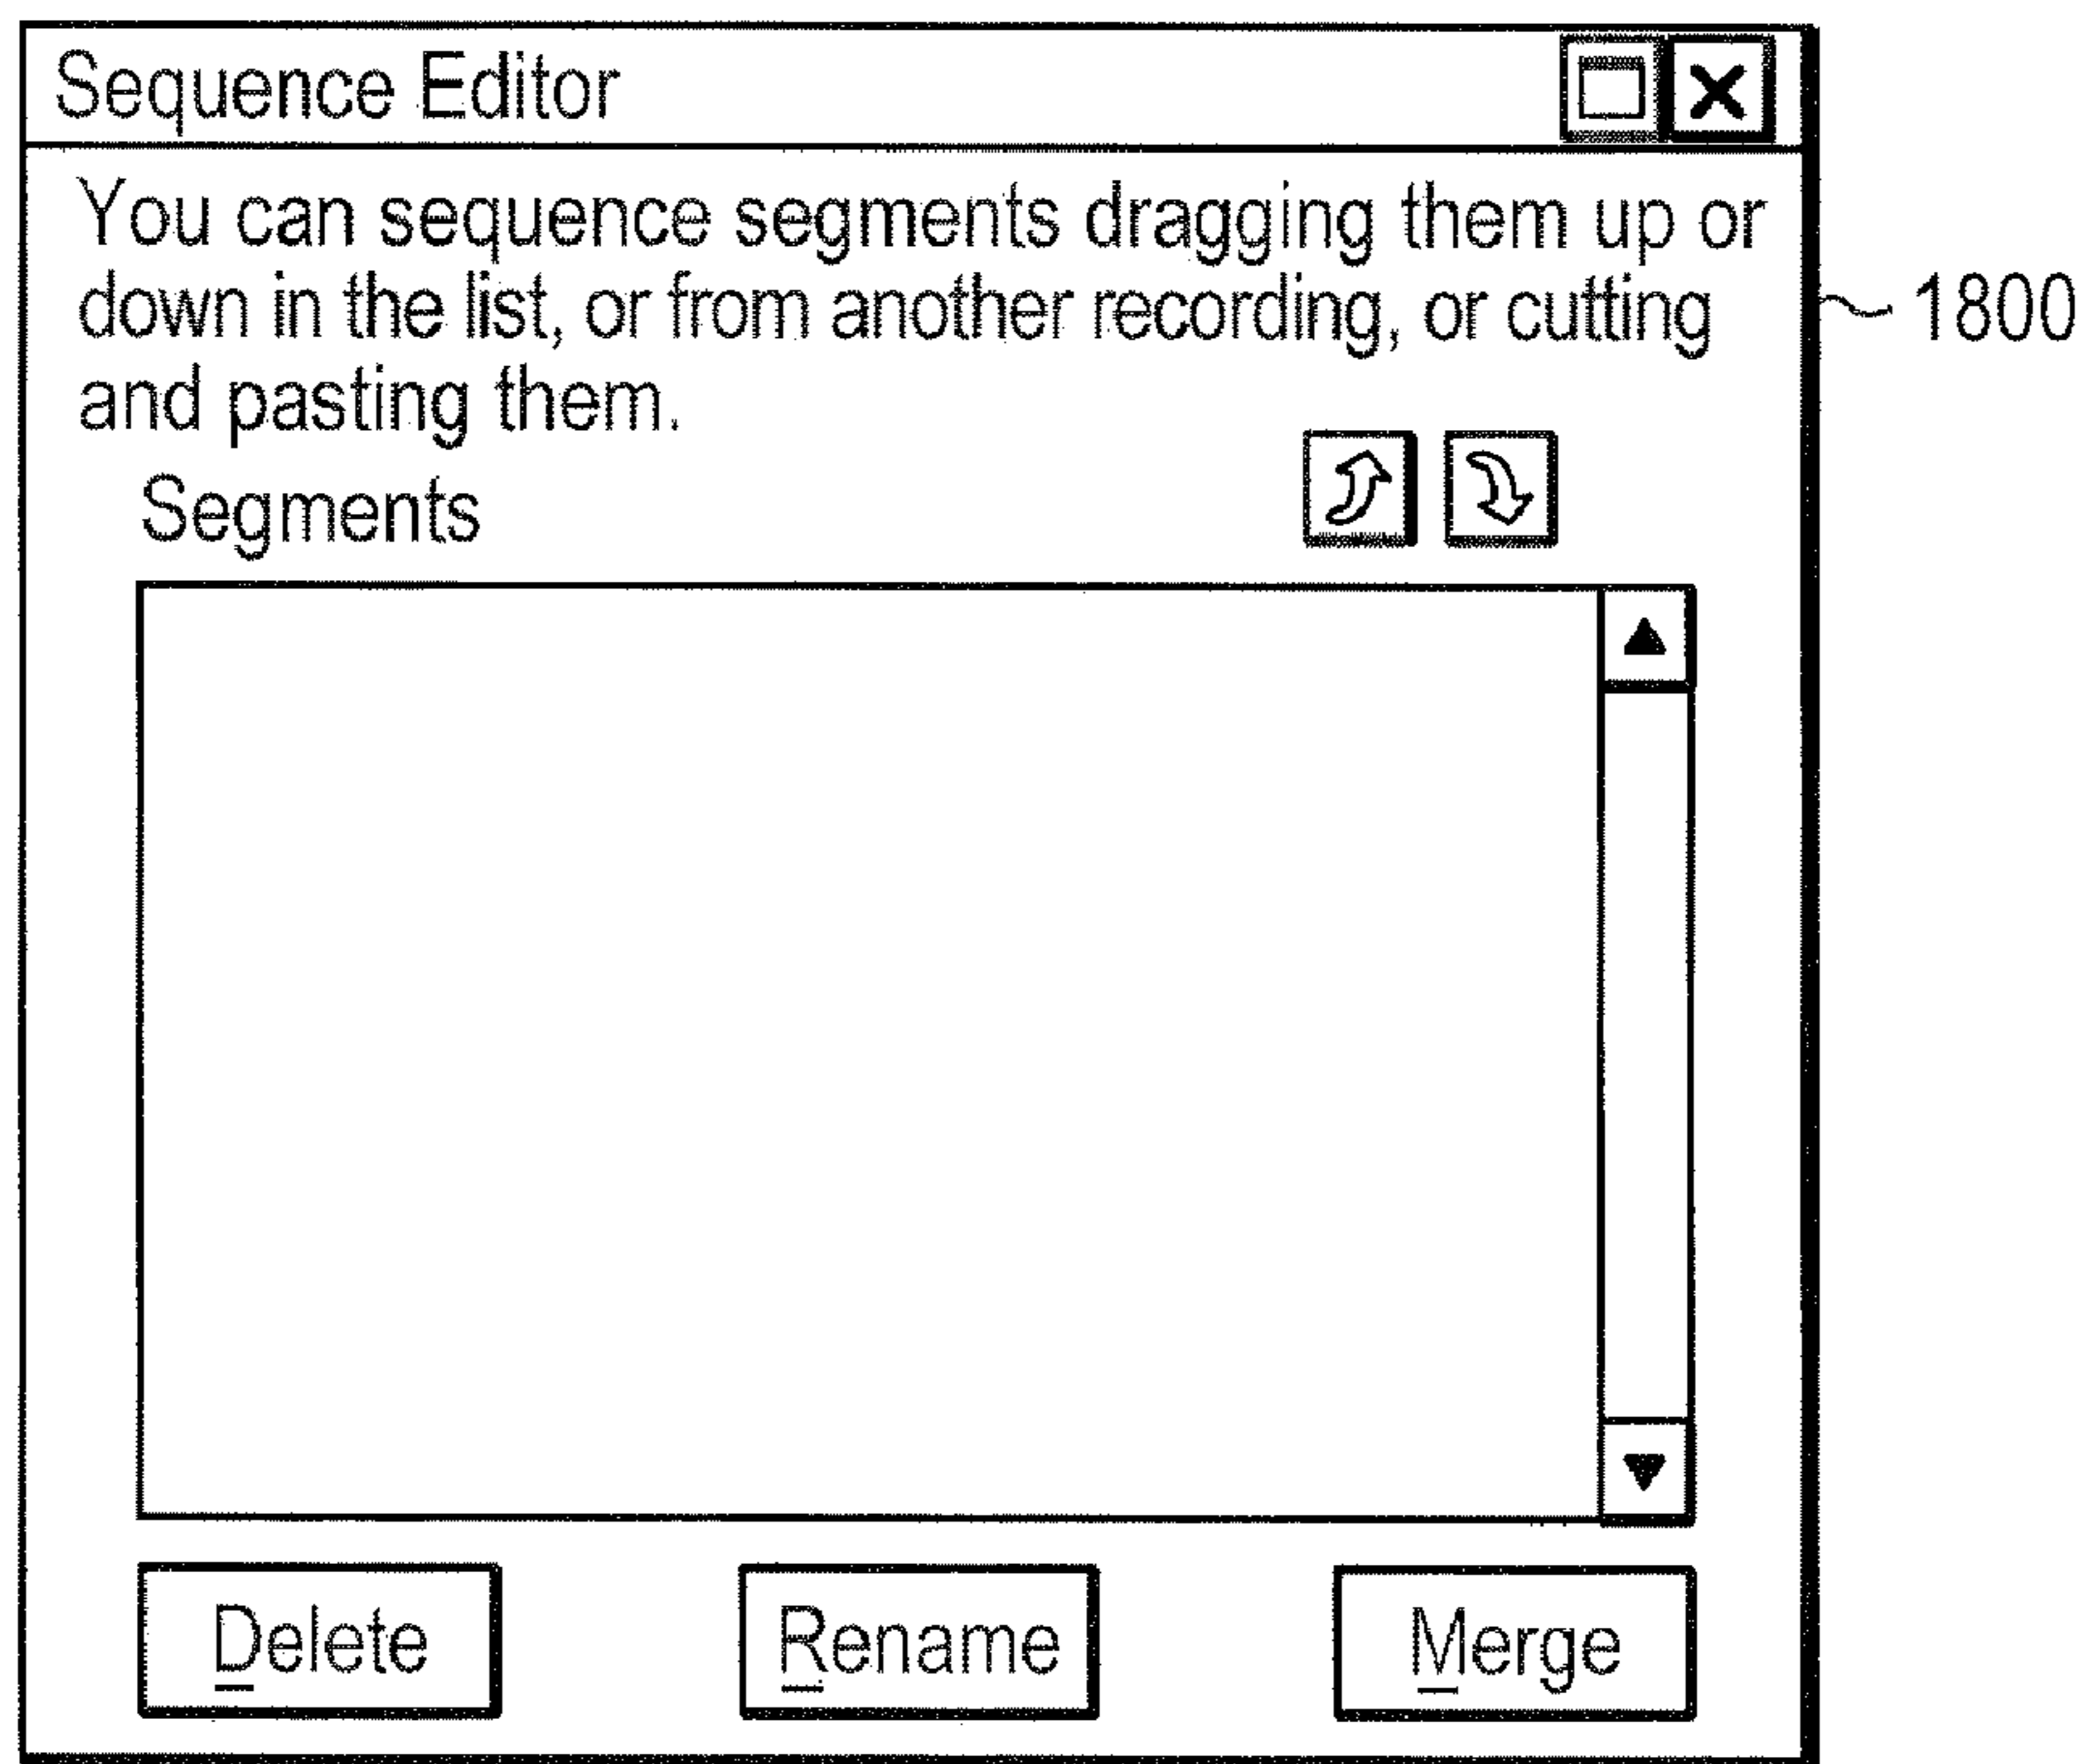 Sequence Editor
You can sequence segments dragging them up or
down in the list, or from another recording, or cutting
and pasting them.
1800
Segments
Delete
Rename
Merge